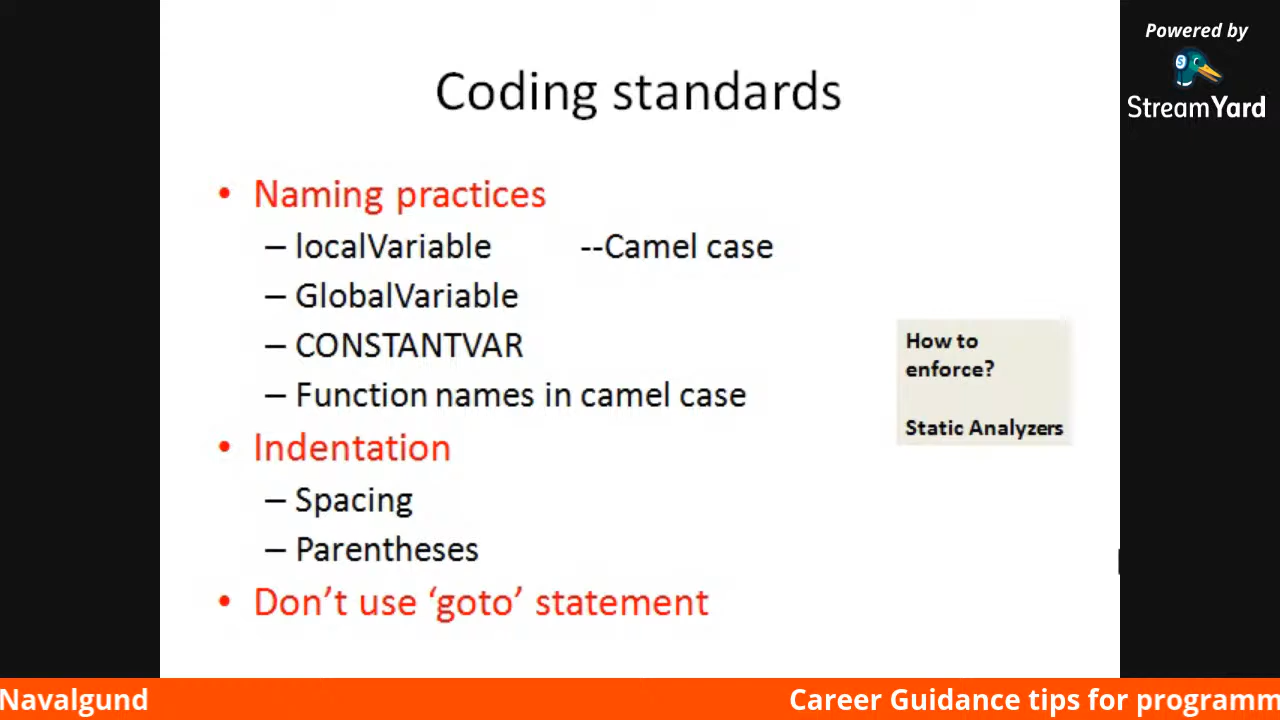 Powered by
StreamYard
Coding standards
• Naming practices
– localVariable --Camel case
– GlobalVariable
– CONSTANTVAR
– Function names in camel case
• Indentation
– Spacing
– Parentheses
• Don’t use ‘goto’ statement
How to
enforce?
Static Analyzers
Navalgund
Career Guidance tips for programm